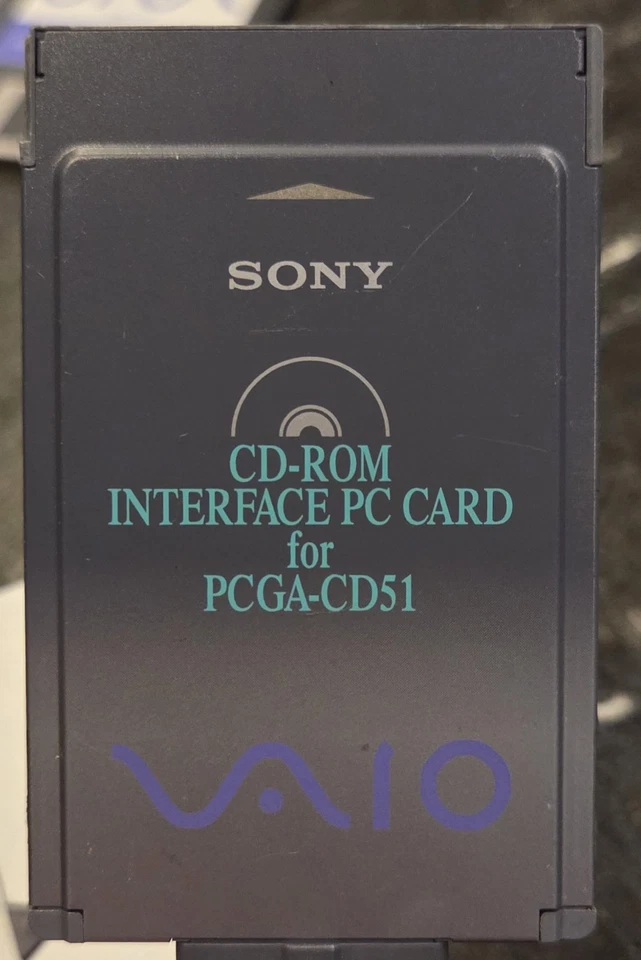 SONY
CD-ROM
INTERFACE PC CARD
for
PCGA-CD51
VAIO